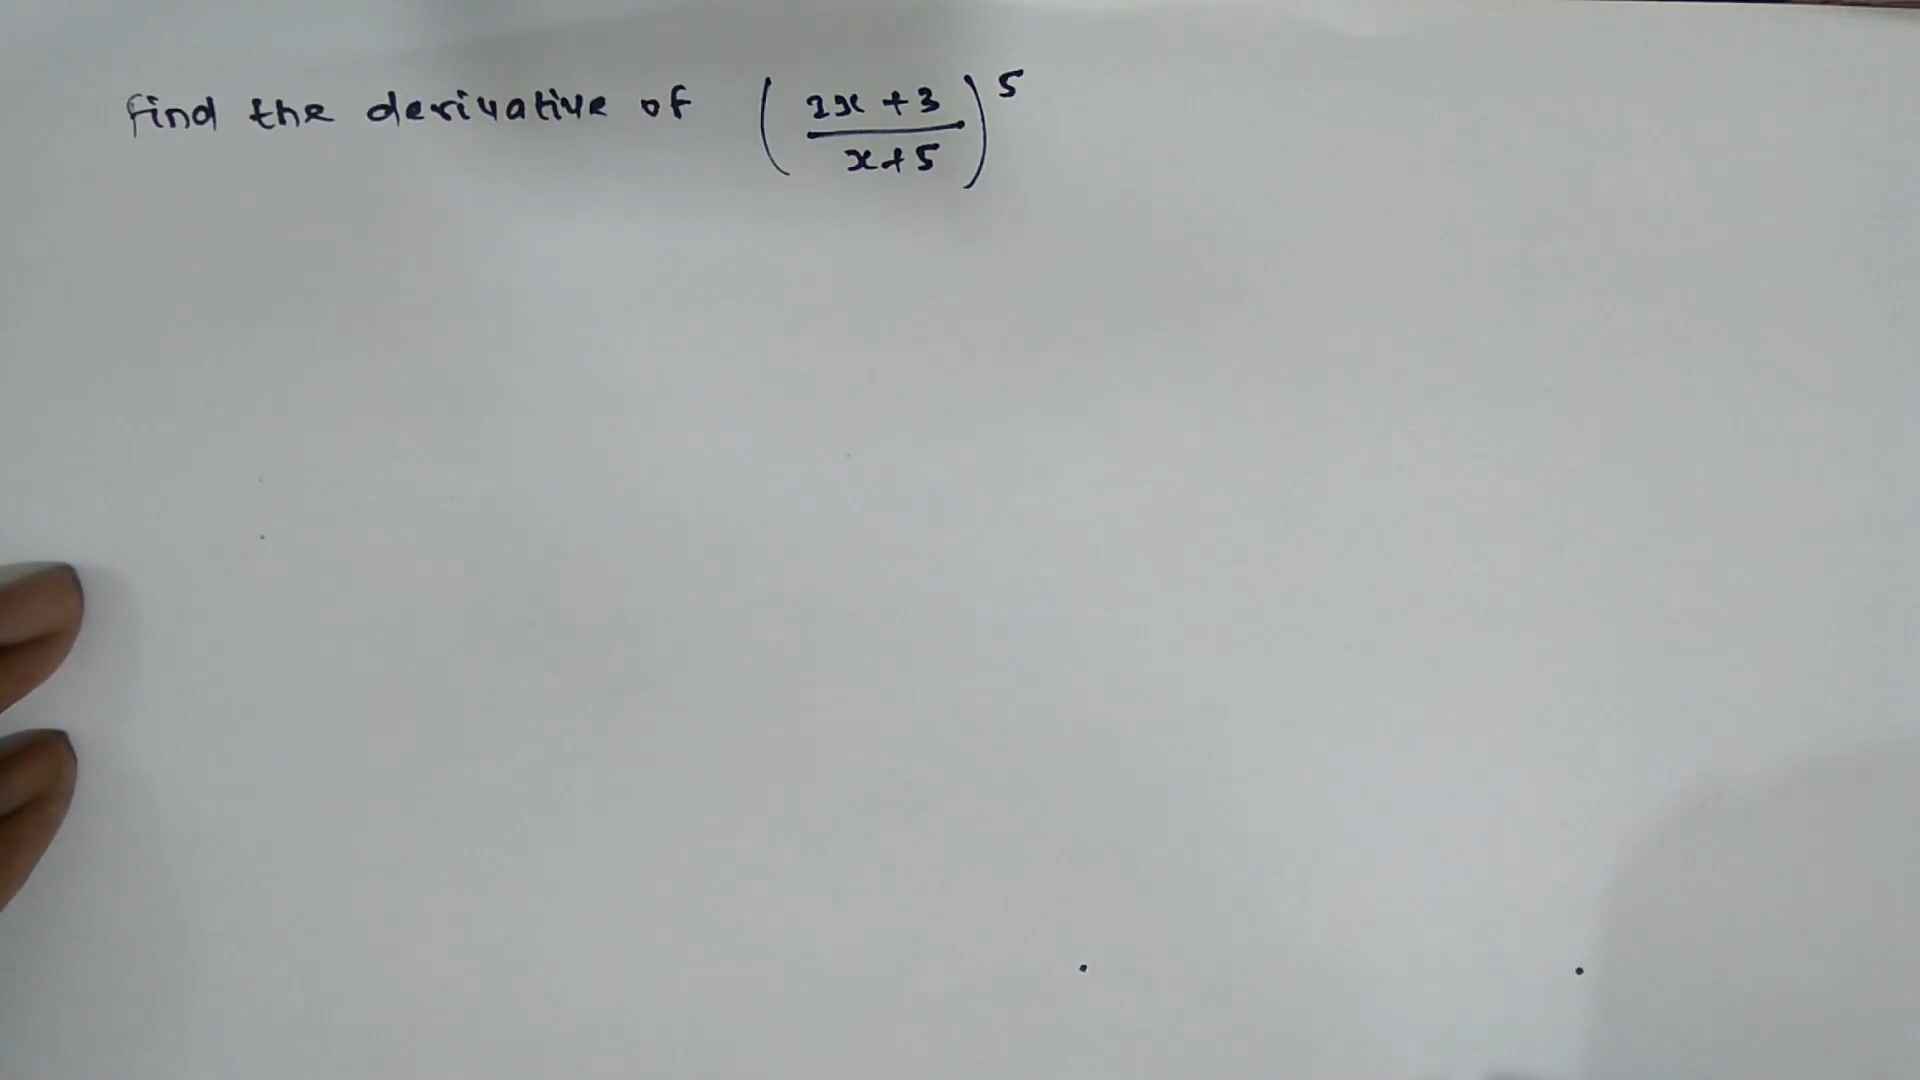 Find the derivative of ( 2x + 3 / x + 5 )^5